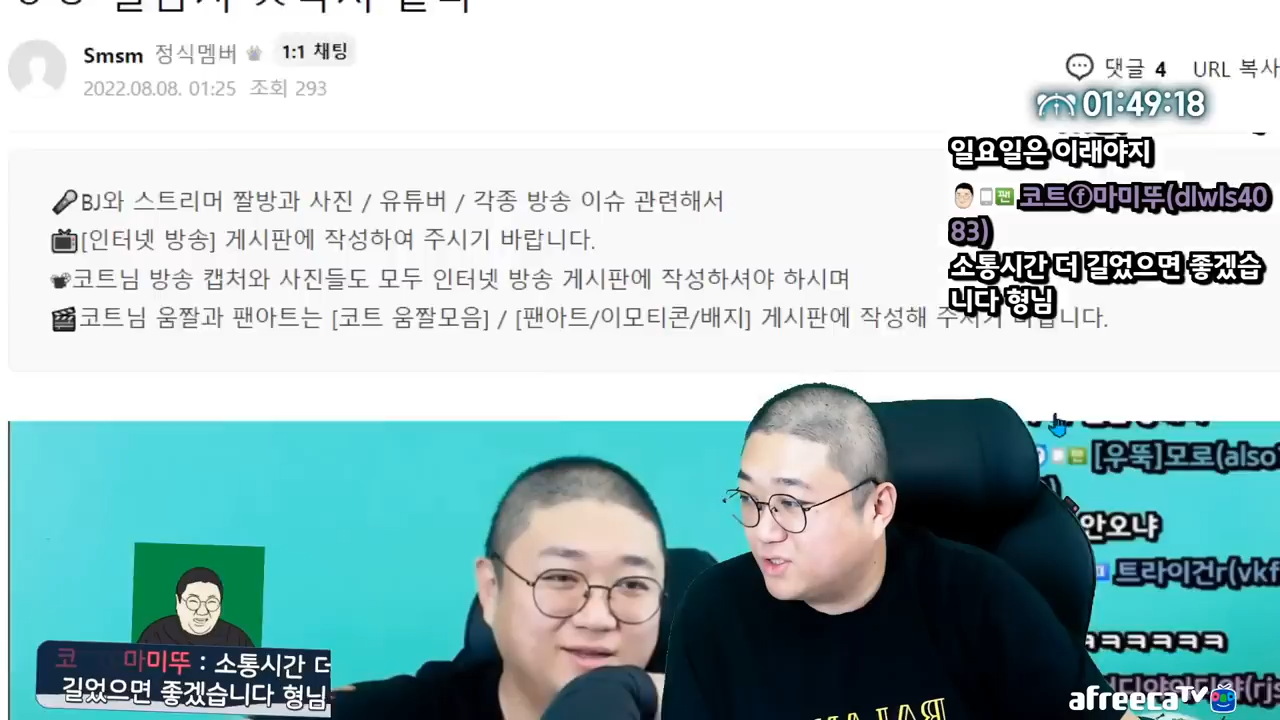 Smsm 정식멤버 1:1 채팅
2022.08.08. 01:25 조회 293
댓글 4 URL 복사
01:49:18
일요일은 이래야지
코트ⓕ마미뚜(dlwls40
83)
소통시간 더 길었으면 좋겠습
니다 형님
BJ와 스트리머 짤방과 사진 / 유튜버 / 각종 방송 이슈 관련해서
[인터넷 방송] 게시판에 작성하여 주시기 바랍니다.
코트님 방송 캡처와 사진들도 모두 인터넷 방송 게시판에 작성하셔야 하시며
코트님 움짤과 팬아트는 [코트 움짤모음] / [팬아트/이모티콘/배지] 게시판에 작성해 주시기 바랍니다.
[우뚝]모로(also
안오냐
트라이건r(vkf
ㅋㅋㅋㅋㅋㅋ
코 마미뚜 : 소통시간 더
길었으면 좋겠습니다 형님
afreecaTV